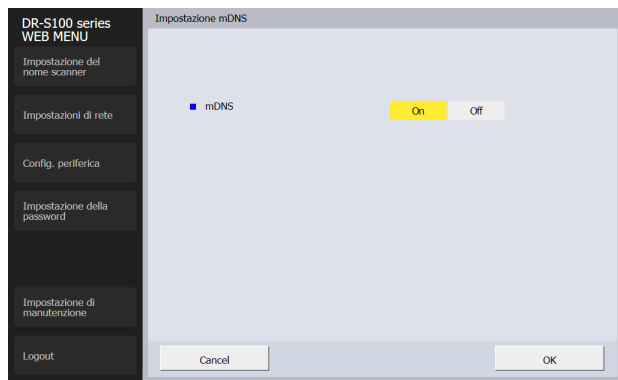 DR-S100 series
WEB MENU
Impostazione del
nome scanner
Impostazioni di rete
Config. periferica
Impostazione della
password
Impostazione di
manutenzione
Logout
Impostazione mDNS
mDNS
On Off
Cancel OK